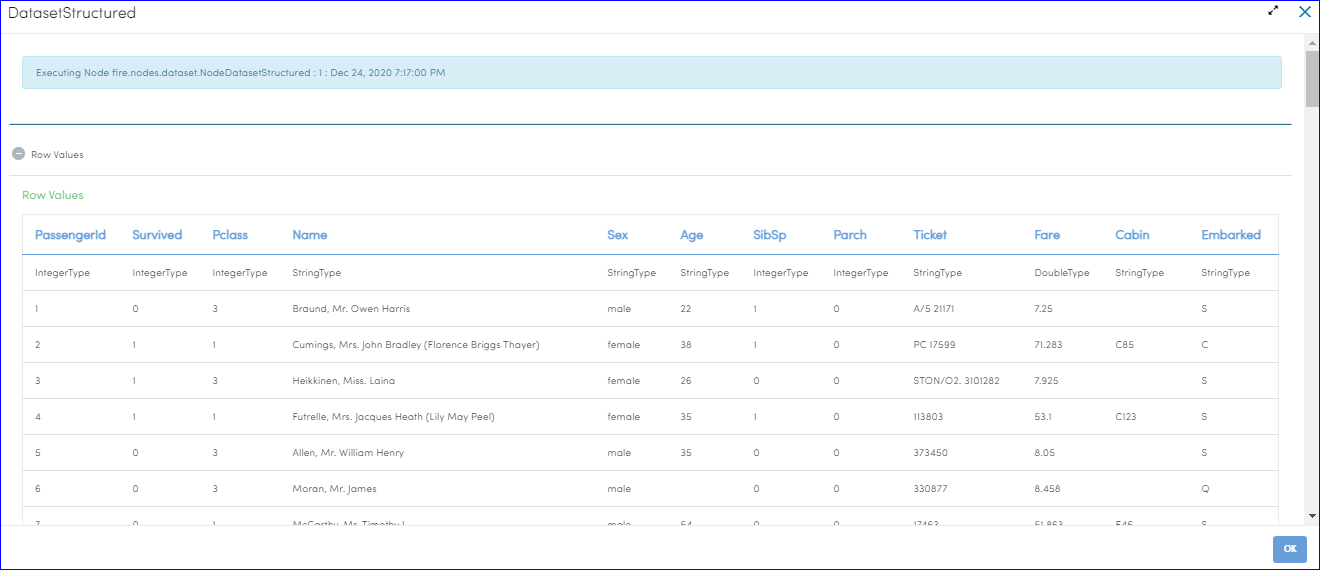 DatasetStructured
Executing Node fire.nodes.dataset.NodeDatasetStructured : 1 : Dec 24, 2020 7:17:00 PM
Row Values
Row Values
PassengerId Survived Pclass Name Sex Age SibSp Parch Ticket Fare Cabin Embarked
IntegerType IntegerType IntegerType StringType StringType StringType IntegerType IntegerType StringType DoubleType StringType StringType
1 0 3 Braund, Mr. Owen Harris male 22 1 0 A/5 21171 7.25 S
2 1 1 Cumings, Mrs. John Bradley (Florence Briggs Thayer) female 38 1 0 PC 17599 71.283 C85 C
3 1 3 Heikkinen, Miss. Laina female 26 0 0 STON/O2. 3101282 7.925 S
4 1 1 Futrelle, Mrs. Jacques Heath (Lily May Peel) female 35 1 0 113803 53.1 C123 S
5 0 3 Allen, Mr. William Henry male 35 0 0 373450 8.05 S
6 0 3 Moran, Mr. James male 0 0 330877 8.458 Q
7 0 1 McCarthy, Mr. Timothy J male 54 0 0 17463 51.863 E46 S
OK